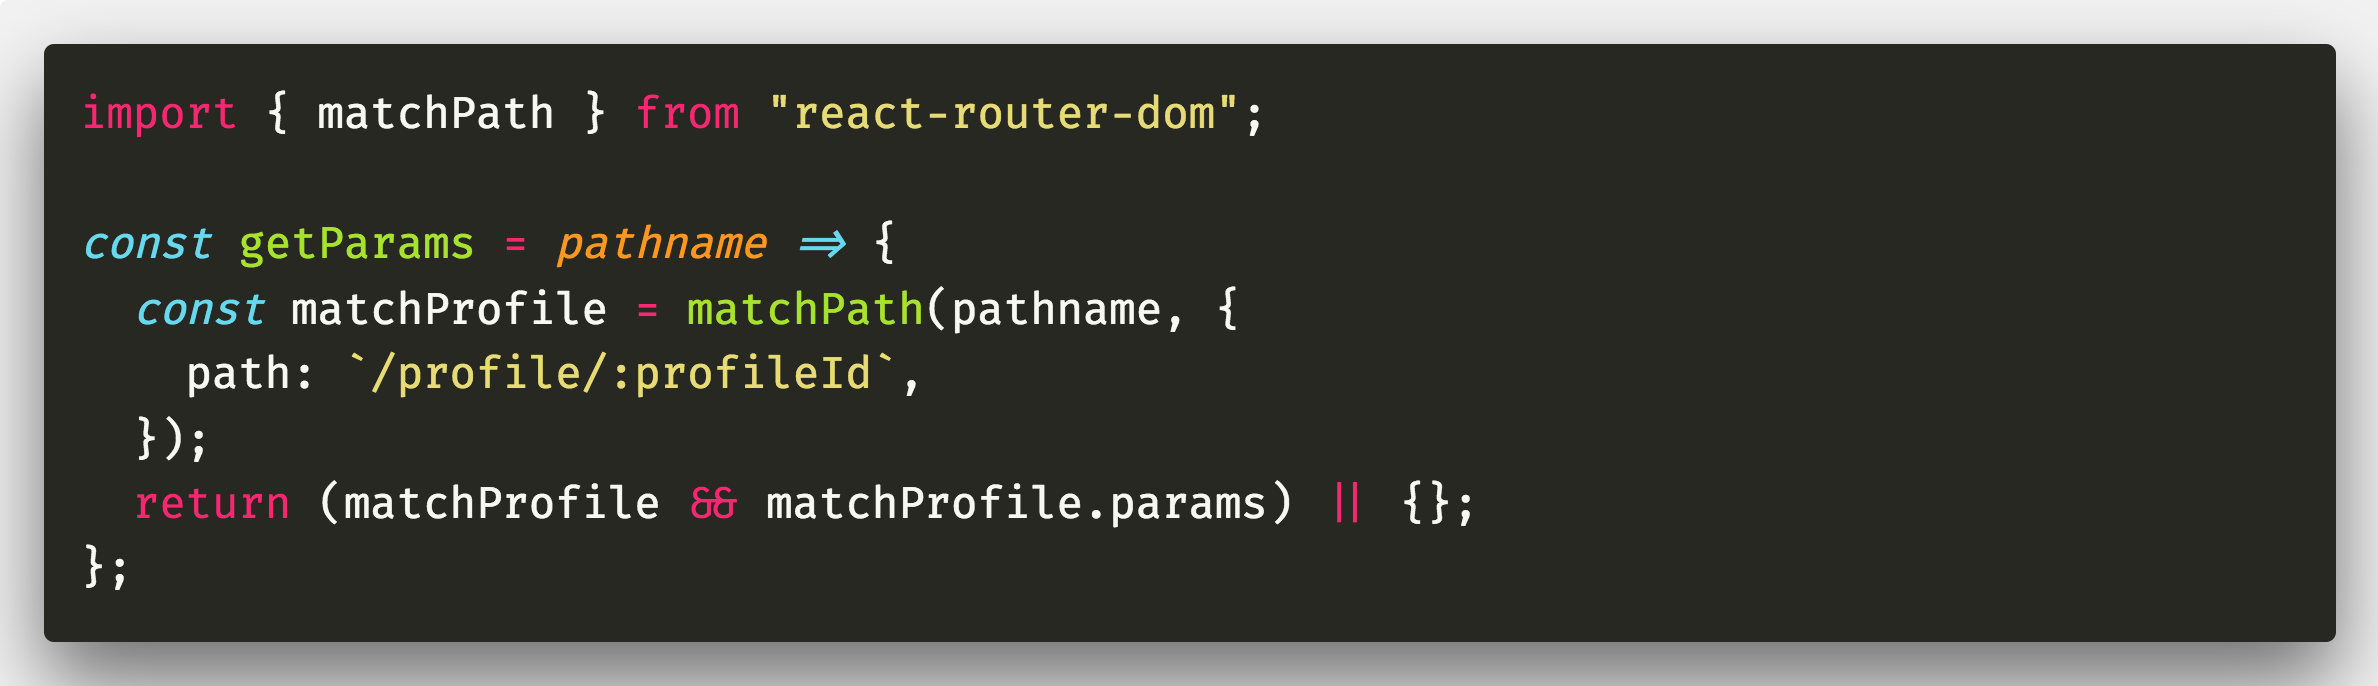 import { matchPath } from "react-router-dom";

const getParams = pathname => {
  const matchProfile = matchPath(pathname, {
    path: `/profile/:profileId`,
  });
  return (matchProfile && matchProfile.params) || {};
};